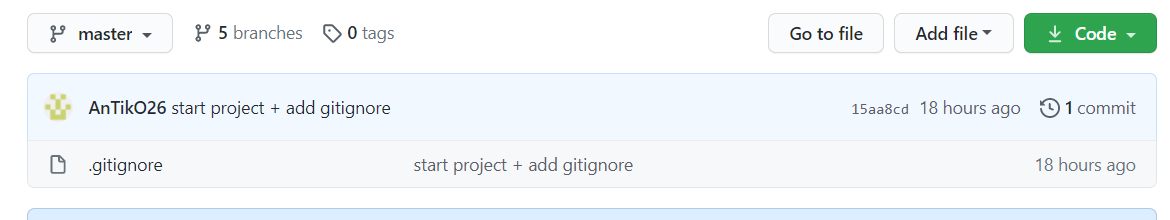 master 5 branches 0 tags Go to file Add file Code
AnTikO26 start project + add gitignore 15aa8cd 18 hours ago 1 commit
.gitignore start project + add gitignore 18 hours ago